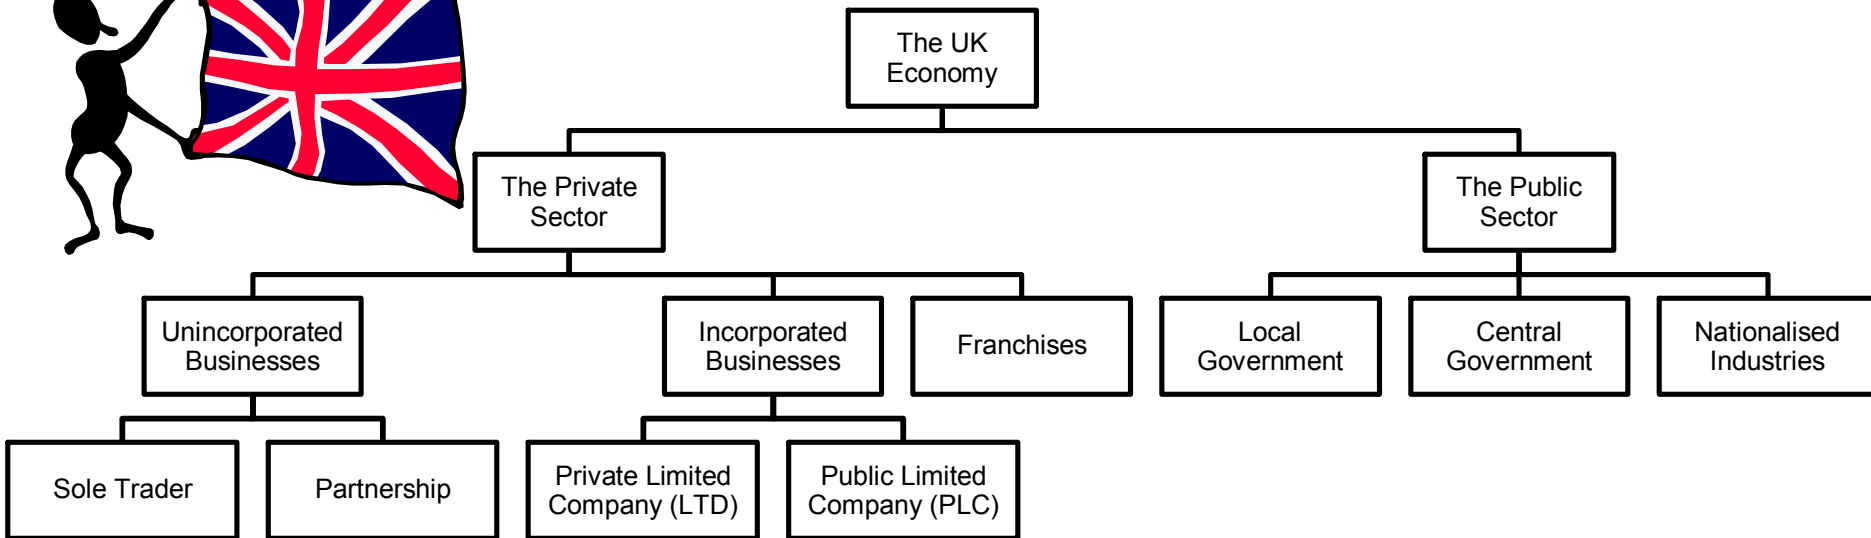 The UK
Economy
The Private
Sector
The Public
Sector
Unincorporated
Businesses
Incorporated
Businesses
Franchises
Local
Government
Central
Government
Nationalised
Industries
Sole Trader
Partnership
Private Limited
Company (LTD)
Public Limited
Company (PLC)